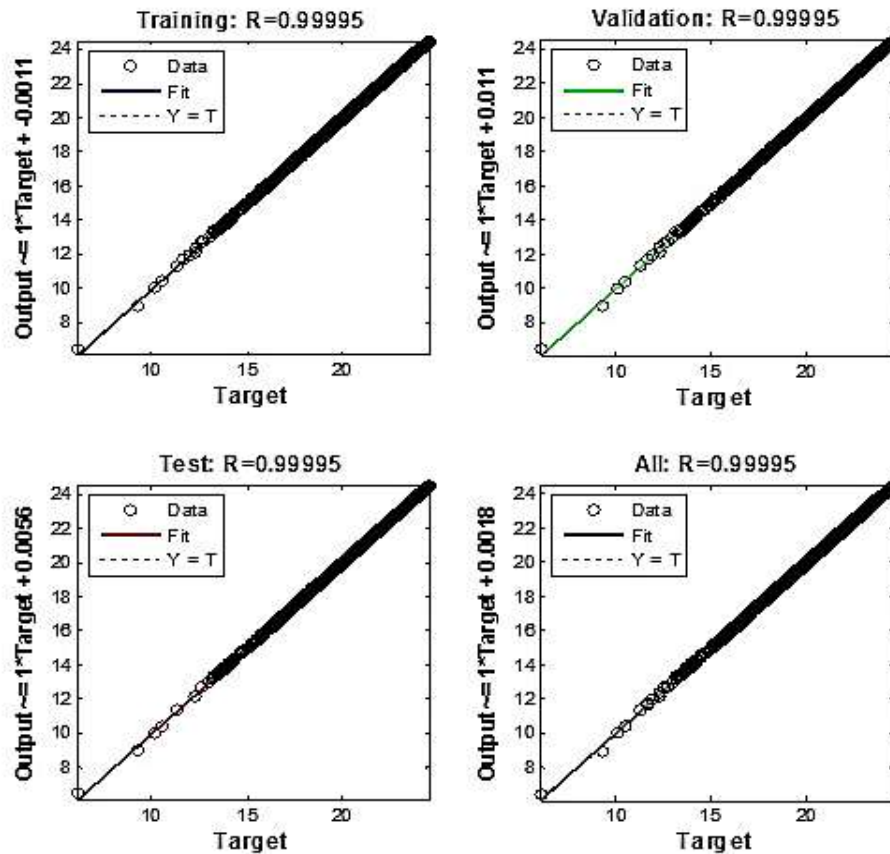 Training: R=0.99995
Output ~= 1*Target + -0.0011
24
22
20
18
16
14
12
10
8
Data
Fit
Y = T
10
20
Target
Validation: R=0.99995
Output ~= 1*Target + 0.011
24
22
20
18
16
14
12
10
8
Data
Fit
Y = T
10
15
20
Target
Test: R=0.99995
Output ~= 1*Target + 0.0056
24
22
20
18
16
14
12
10
8
Data
Fit
Y = T
10
20
Target
All: R=0.99995
Output ~= 1*Target + 0.0018
24
22
20
18
16
14
12
10
8
Data
Fit
Y = T
10
15
20
Target